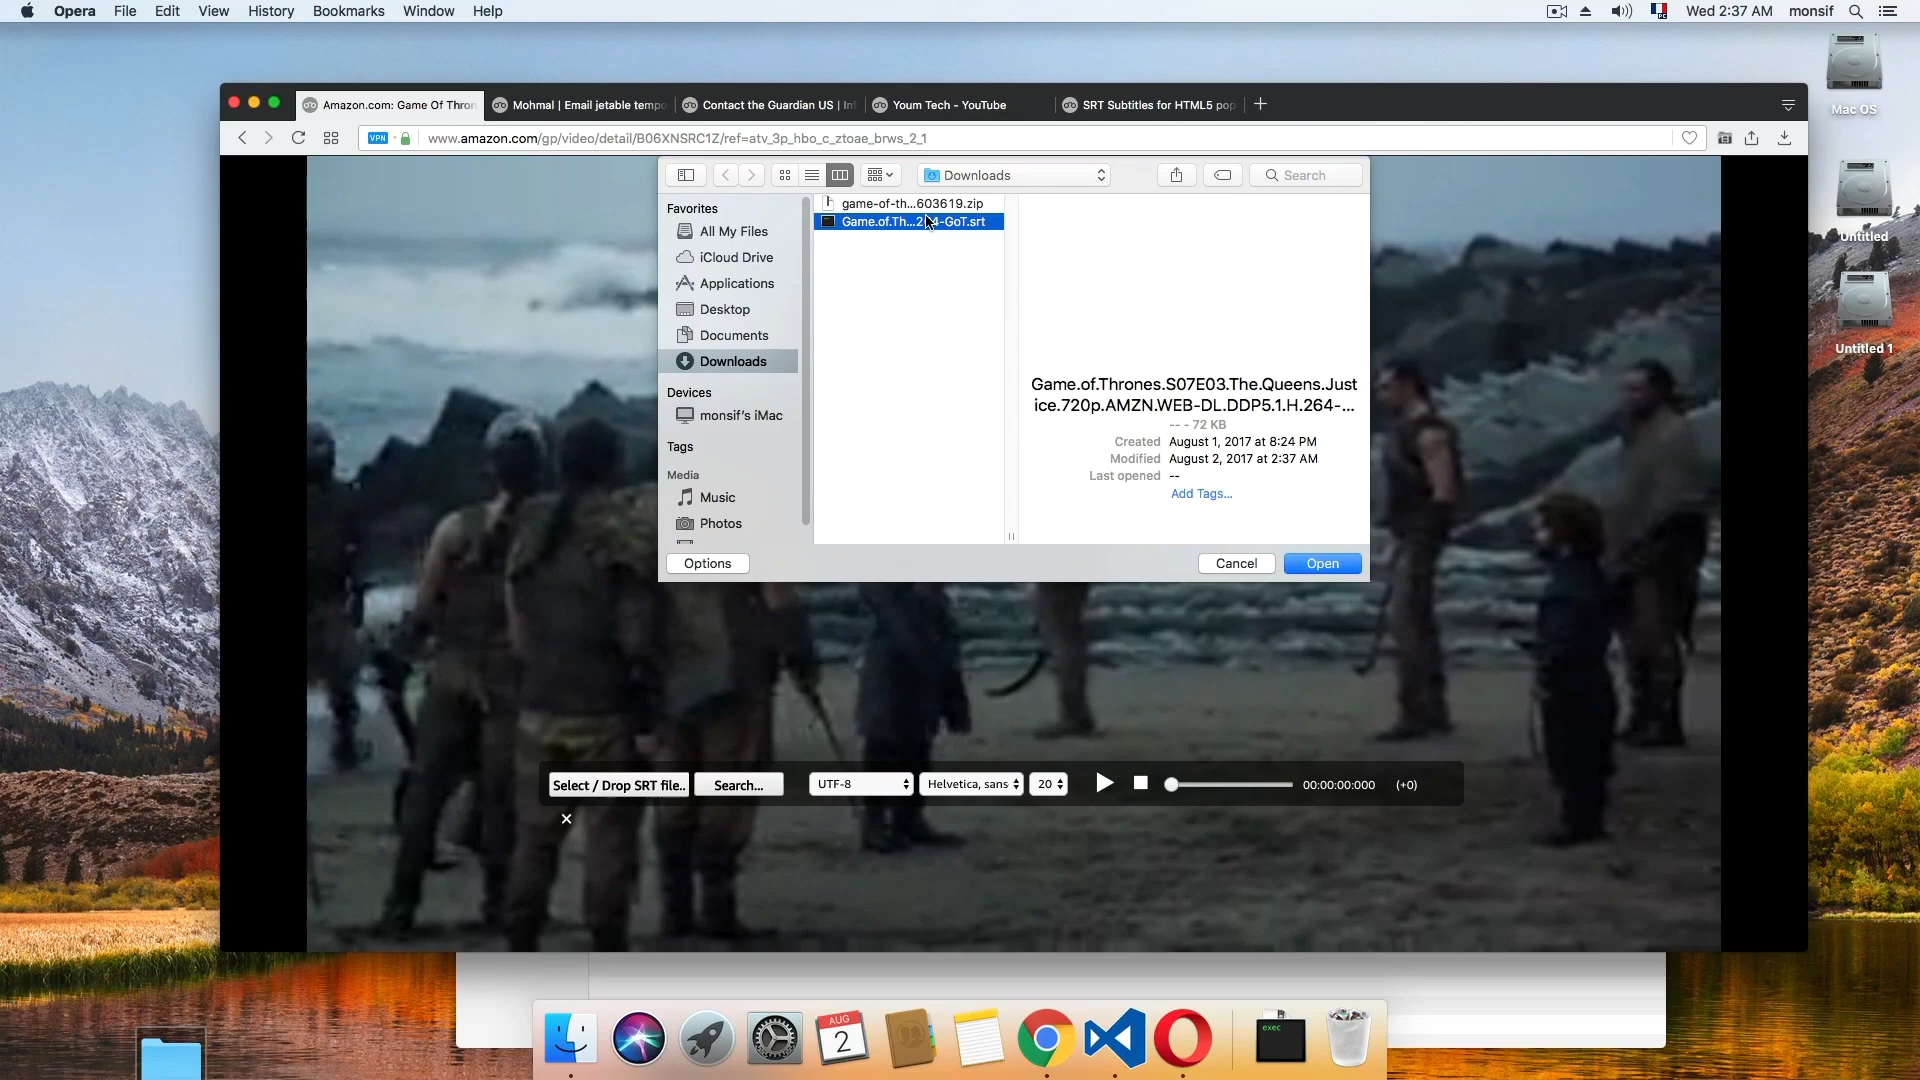 Opera File Edit View History Bookmarks Window Help Wed 2:37 AM monsif
Mac OS
Untitled
Untitled 1
Amazon.com: Game Of Thron Mohmal | Email jetable tempo Contact the Guardian US | In Youm Tech - YouTube SRT Subtitles for HTML5 pop
VPN www.amazon.com/gp/video/detail/B06XNSRC1Z/ref=atv_3p_hbo_c_ztoae_brws_2_1
Downloads Search
Favorites
All My Files
iCloud Drive
Applications
Desktop
Documents
Downloads
Devices
monsif's iMac
Tags
Media
Music
Photos
game-of-th...603619.zip
Game.of.Th...264-GoT.srt
Game.of.Thrones.S07E03.The.Queens.Just
ice.720p.AMZN.WEB-DL.DDP5.1.H.264-...
-- - 72 KB
Created August 1, 2017 at 8:24 PM
Modified August 2, 2017 at 2:37 AM
Last opened --
Add Tags...
Options Cancel Open
Select / Drop SRT file.. Search... UTF-8 Helvetica, sans 20 00:00:00:000 (+0)
AUG
2
exec